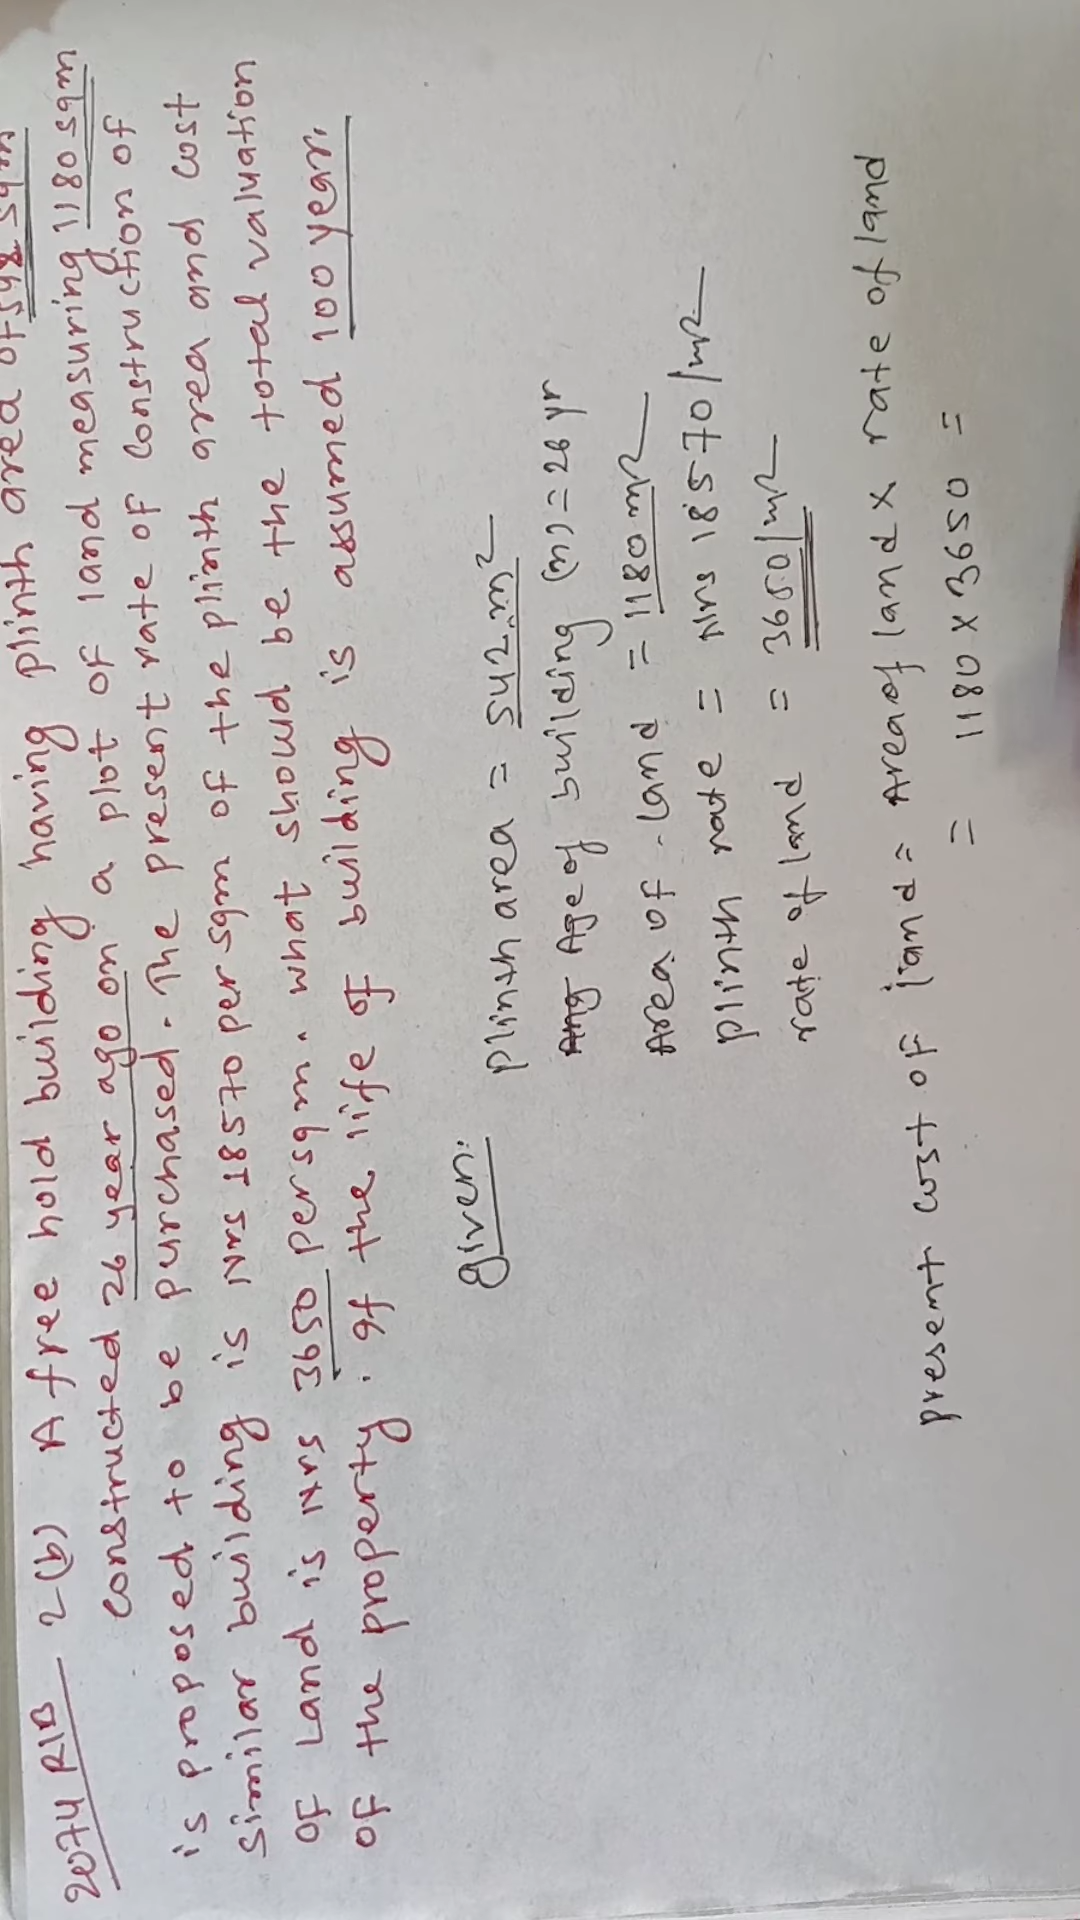 2074 RIB 2(b) A free hold building having plinth area of 548 sqm
constructed 26 year ago on a plot of land measuring 1180 sqm
is proposed to be purchased. The present rate of construction of
similar building is Nrs 18570 per sqm of the plinth area and cost
of Land is Nrs 3650 per sqm. what should be the total valuation
of the property. If the life of building is assumed 100 year.
Given:
plinth area = 542 m²
Age of building (n) = 26 yr
Area of land = 1180 m²
plinth rate = Nrs 18570/m²
rate of land = 3650/m²
present cost of land = Area of land x rate of land
= 1180 x 3650 =